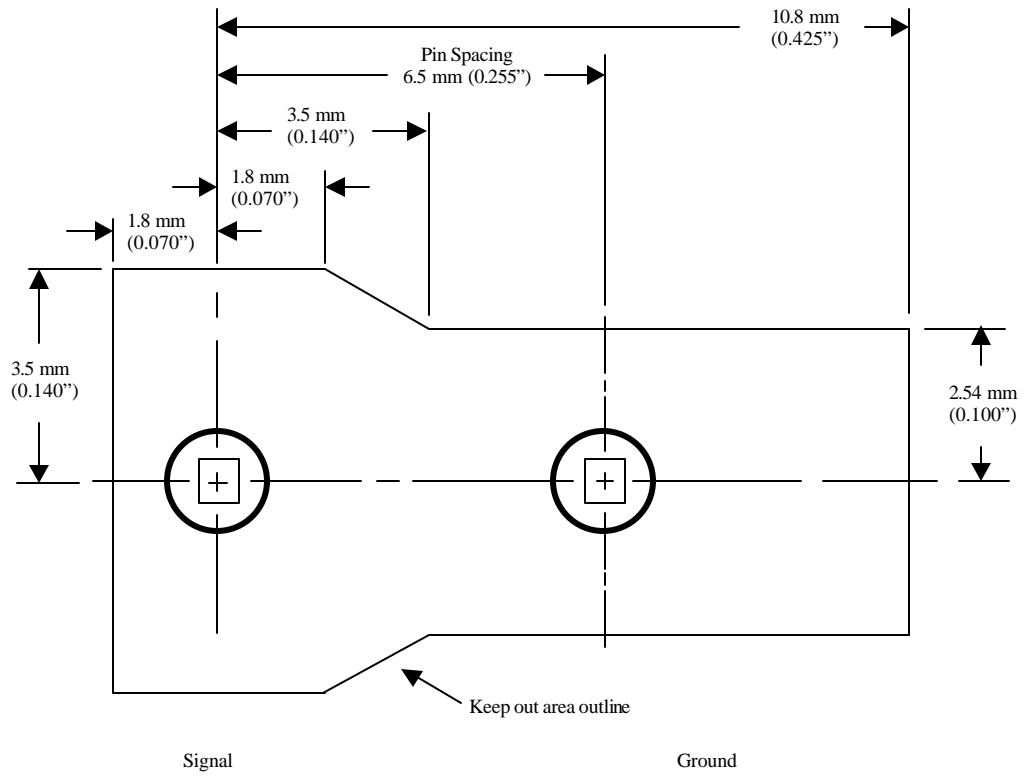 10.8 mm
(0.425”)
Pin Spacing
6.5 mm (0.255”)
3.5 mm
(0.140”)
1.8 mm
(0.070”)
1.8 mm
(0.070”)
3.5 mm
(0.140”)
2.54 mm
(0.100”)
Keep out area outline
Signal
Ground